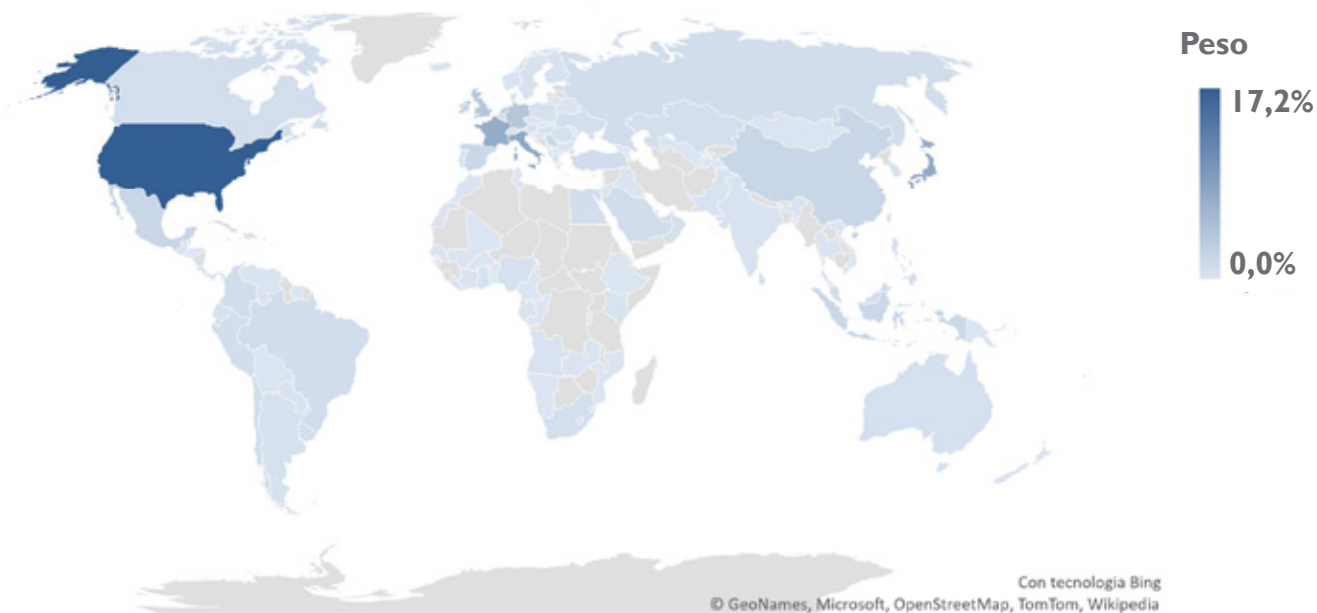 Peso
17,2%
0,0%
Con tecnologia Bing
© GeoNames, Microsoft, OpenStreetMap, TomTom, Wikipedia